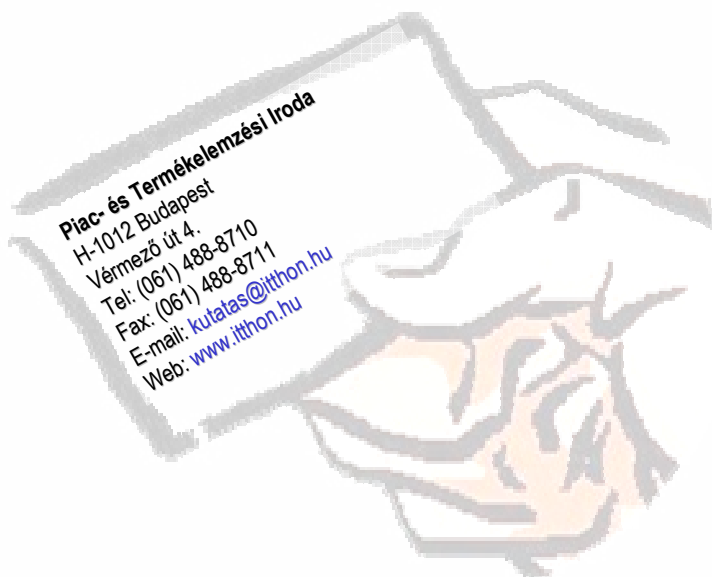 Piac- és Termékelemzési Iroda
H-1012 Budapest
Vérmező út 4.
Tel: (061) 488-8710
Fax: (061) 488-8711
E-mail: kutatas@itthon.hu
Web: www.itthon.hu